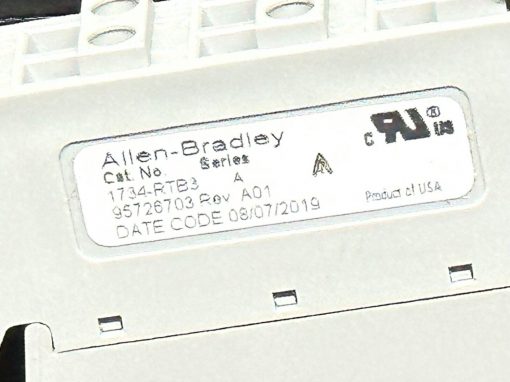 Allen-Bradley
Cat. No. Series
1734-RTB3 A
95726703 Rev A01
DATE CODE 08/07/2019
c UR ® US
Product of USA